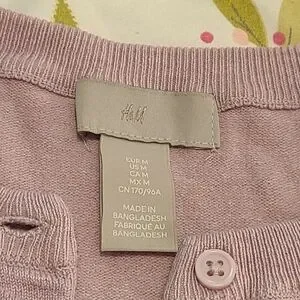 H&M
EUR M
US M
CA M
MX M
CN 170/96A
MADE IN
BANGLADESH
FABRIQUÉ AU
BANGLADESH